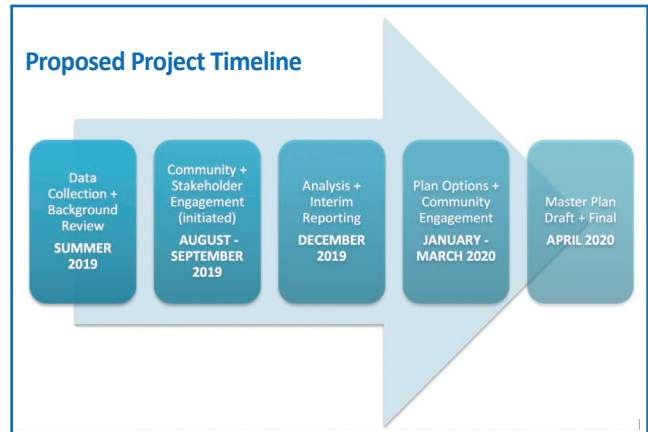 Proposed Project Timeline
Data
Collection +
Background
Review
SUMMER
2019
Community +
Stakeholder
Engagement
(initiated)
AUGUST -
SEPTEMBER
2019
Analysis +
Interim
Reporting
DECEMBER
2019
Plan Options +
Community
Engagement
JANUARY -
MARCH 2020
Master Plan
Draft + Final
APRIL 2020